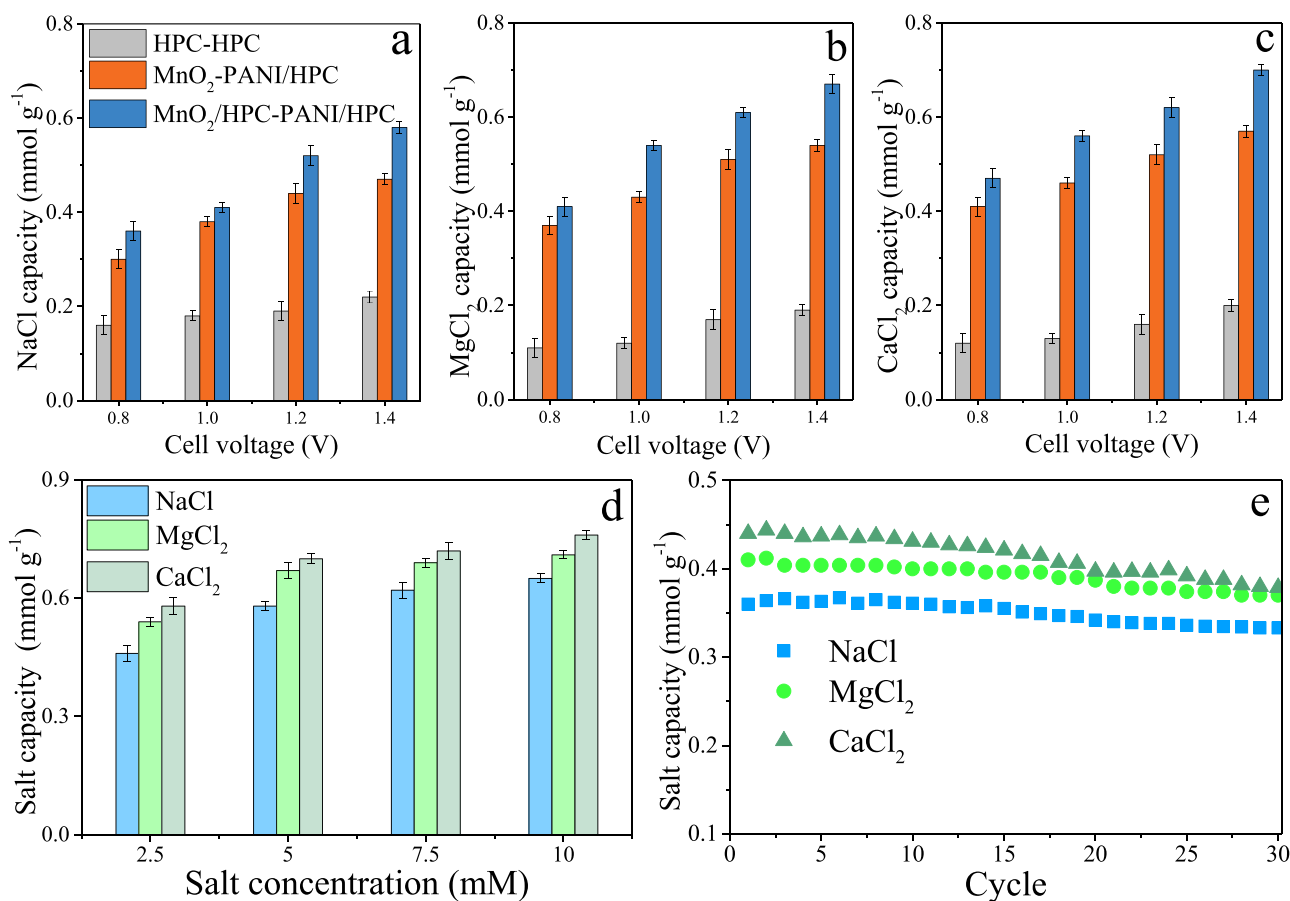 a
HPC-HPC
MnO₂-PANI/HPC
MnO₂/HPC-PANI/HPC
NaCl capacity (mmol g⁻¹)
0.8
0.6
0.4
0.2
0.0
0.8 1.0 1.2 1.4
Cell voltage (V)
b
MgCl₂ capacity (mmol g⁻¹)
0.8
0.6
0.4
0.2
0.0
0.8 1.0 1.2 1.4
Cell voltage (V)
c
CaCl₂ capacity (mmol g⁻¹)
0.8
0.6
0.4
0.2
0.0
0.8 1.0 1.2 1.4
Cell voltage (V)
d
NaCl
MgCl₂
CaCl₂
Salt capacity (mmol g⁻¹)
0.9
0.6
0.3
0.0
2.5 5 7.5 10
Salt concentration (mM)
e
Salt capacity (mmol g⁻¹)
0.5
0.4
0.3
0.2
0.1
NaCl
MgCl₂
CaCl₂
0 5 10 15 20 25 30
Cycle